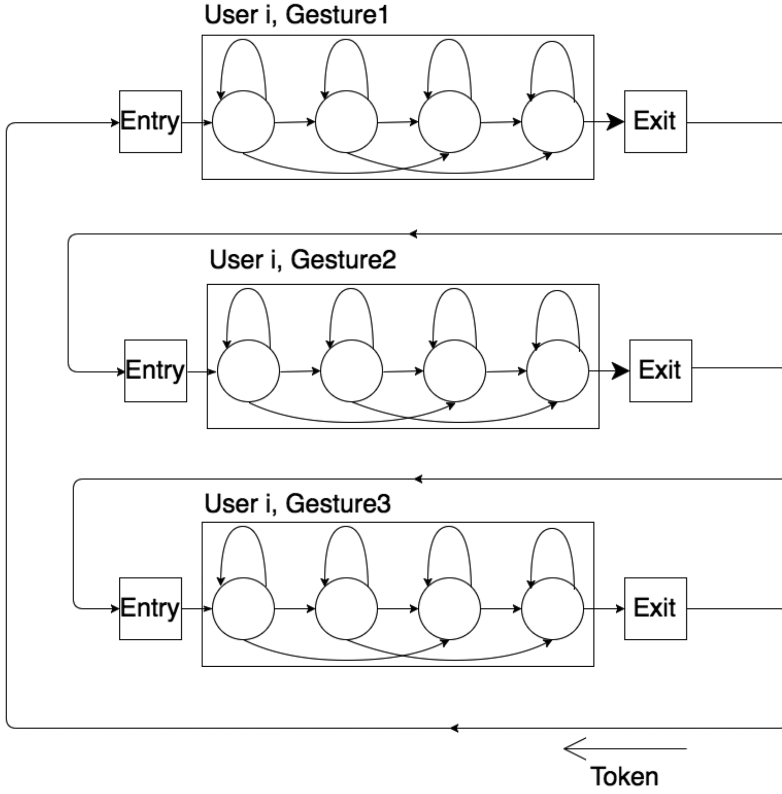 User i, Gesture1
Entry
Exit
User i, Gesture2
Entry
Exit
User i, Gesture3
Entry
Exit
Token